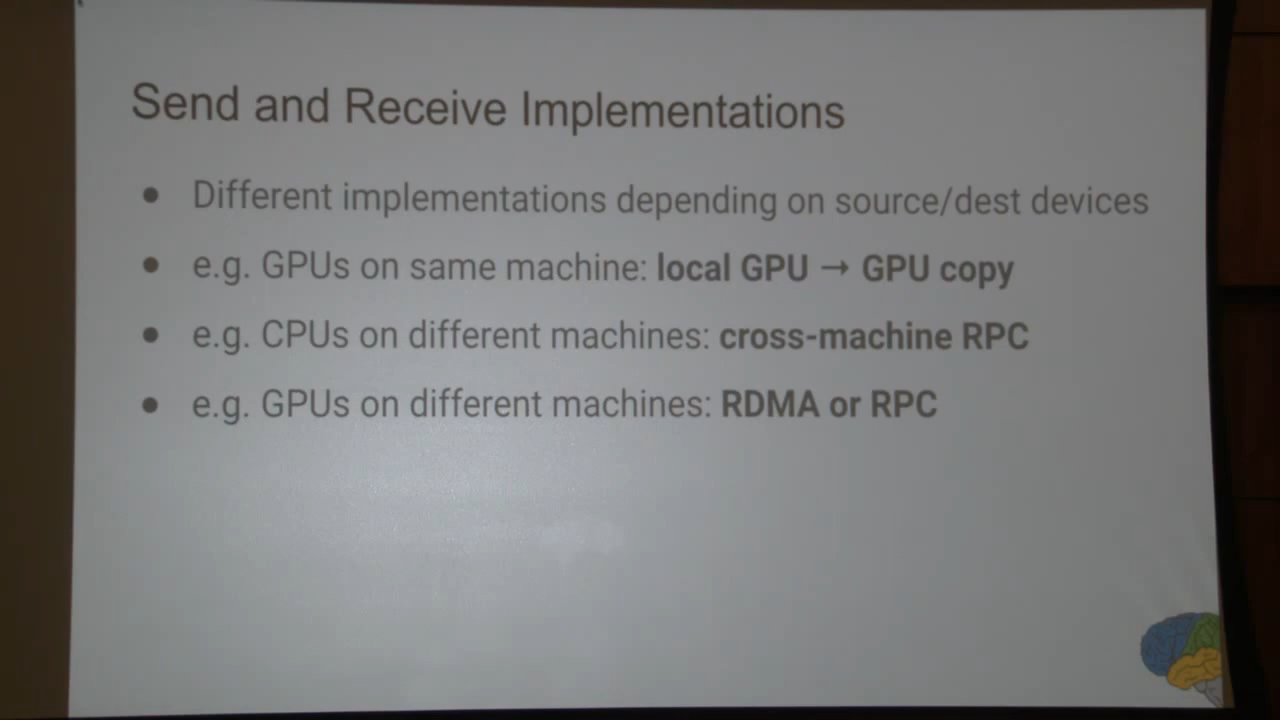 Send and Receive Implementations
● Different implementations depending on source/dest devices
● e.g. GPUs on same machine: local GPU → GPU copy
● e.g. CPUs on different machines: cross-machine RPC
● e.g. GPUs on different machines: RDMA or RPC